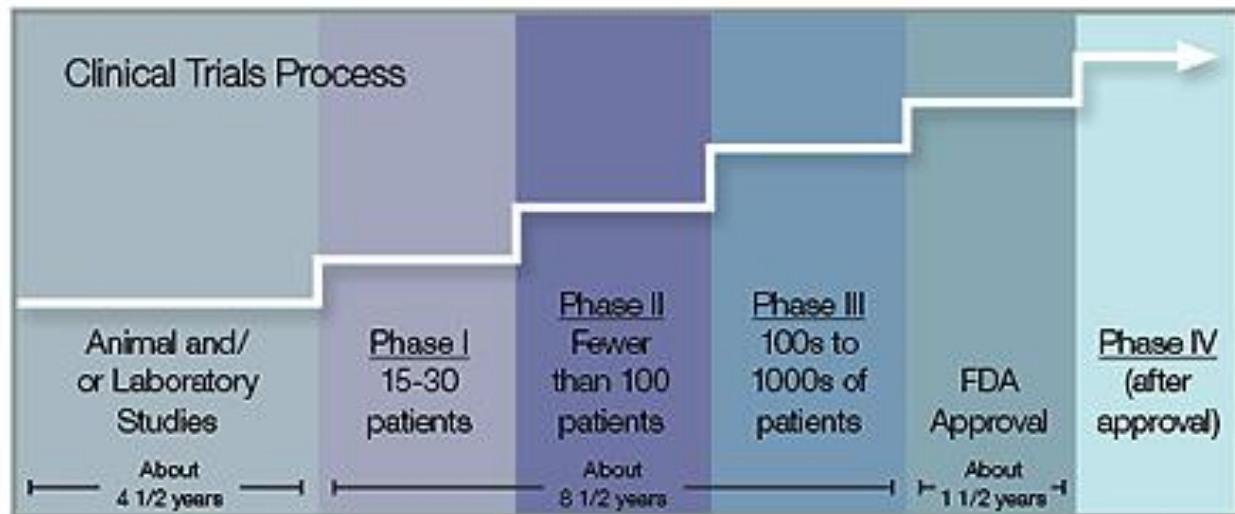 Clinical Trials Process
Animal and/
or Laboratory
Studies
About
4 1/2 years
Phase I
15-30
patients
Phase II
Fewer
than 100
patients
Phase III
100s to
1000s of
patients
About
8 1/2 years
FDA
Approval
About
1 1/2 years
Phase IV
(after
approval)